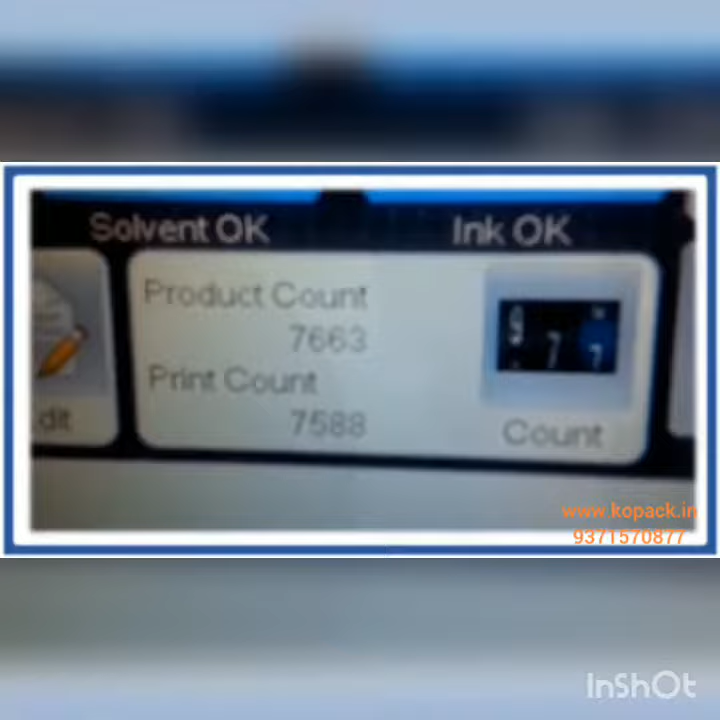 Solvent OK
Ink OK
Product Count
7663
Print Count
7588
dit
Count
www.kopack.in
9371570877
InShOt